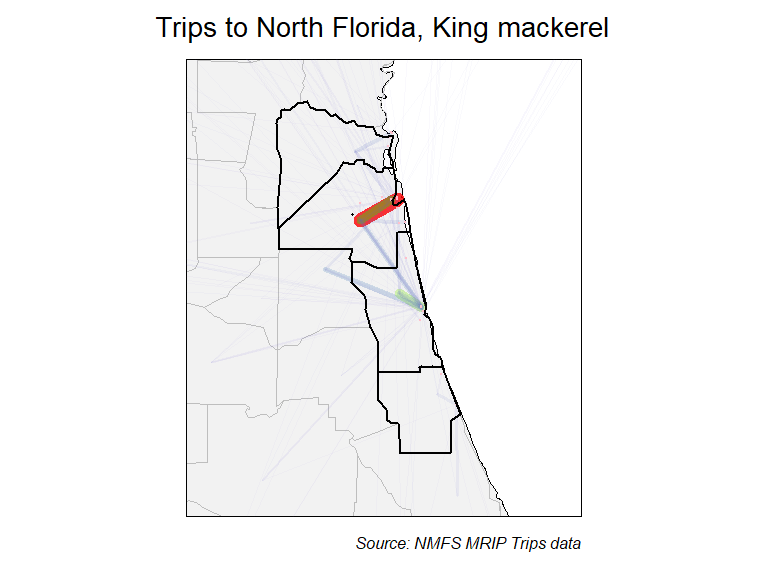 Trips to North Florida, King mackerel
Source: NMFS MRIP Trips data